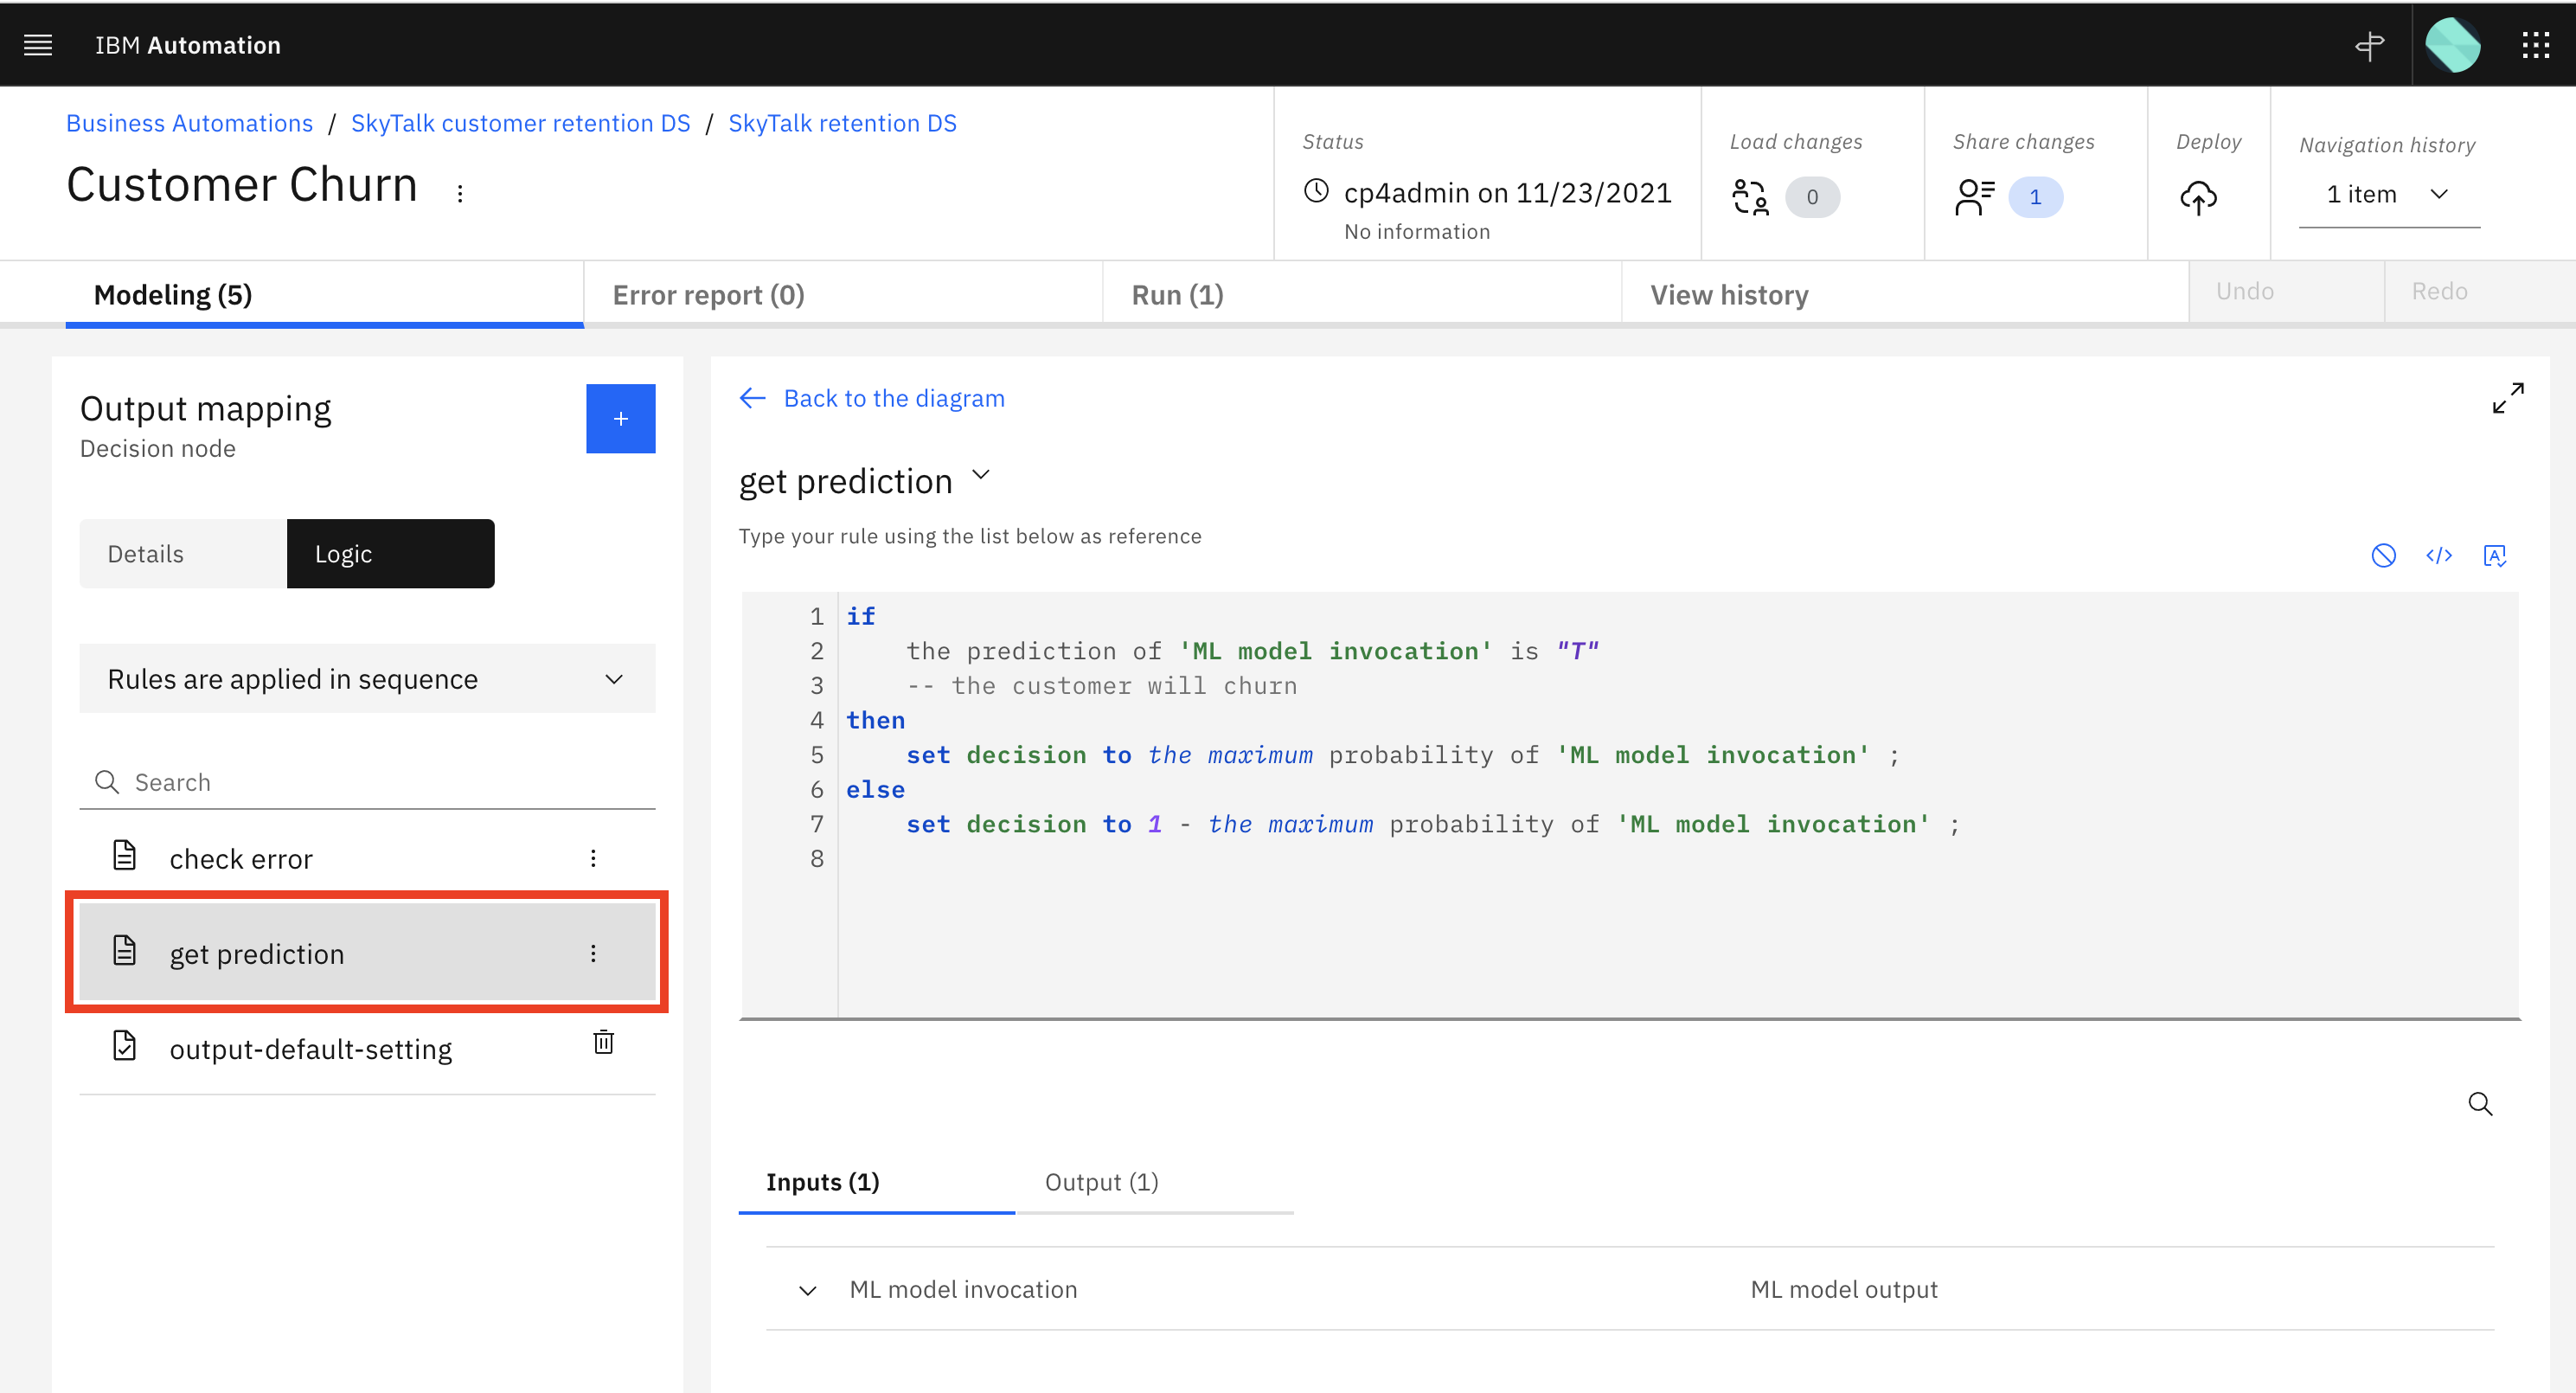 IBM Automation
Business Automations / SkyTalk customer retention DS / SkyTalk retention DS
Customer Churn
Status
cp4admin on 11/23/2021
No information
Load changes
0
Share changes
1
Deploy
Navigation history
1 item
Modeling (5)
Error report (0)
Run (1)
View history
Undo
Redo
Output mapping
Decision node
+
Details
Logic
Rules are applied in sequence
Search
check error
get prediction
output-default-setting
Back to the diagram
get prediction
Type your rule using the list below as reference
1 if
2     the prediction of 'ML model invocation' is "T"
3     -- the customer will churn
4 then
5     set decision to the maximum probability of 'ML model invocation' ;
6 else
7     set decision to 1 - the maximum probability of 'ML model invocation' ;
8
Inputs (1)
Output (1)
ML model invocation
ML model output